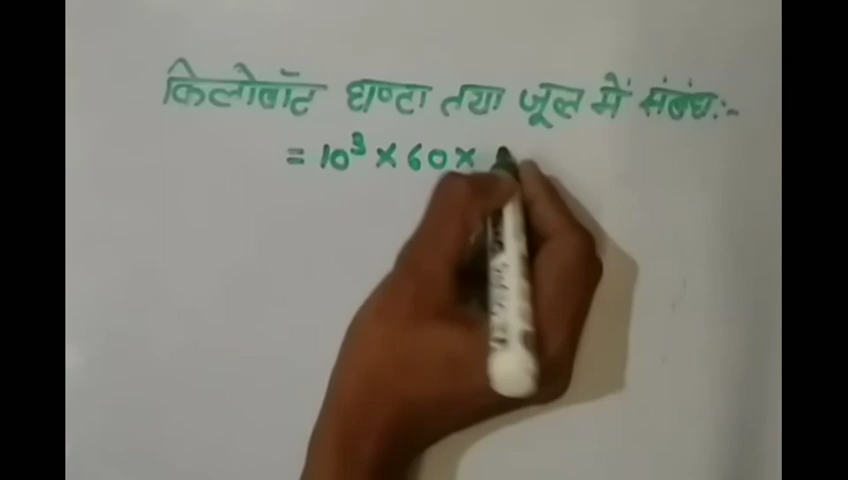 किलोवॉट घण्टा तथा जूल में संबंध:-
= 10³ × 60 ×